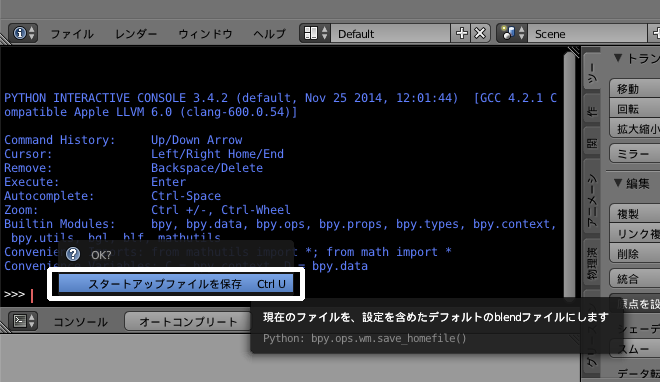 ファイル レンダー ウィンドウ ヘルプ Default Scene
PYTHON INTERACTIVE CONSOLE 3.4.2 (default, Nov 25 2014, 12:01:44) [GCC 4.2.1 C
ompatible Apple LLVM 6.0 (clang-600.0.54)]
Command History: Up/Down Arrow
Cursor: Left/Right Home/End
Remove: Backspace/Delete
Execute: Enter
Autocomplete: Ctrl-Space
Zoom: Ctrl +/-, Ctrl-Wheel
Builtin Modules: bpy, bpy.data, bpy.ops, bpy.props, bpy.types, bpy.context,
bpy.utils, bgl, blf, mathutils
Convenience Imports: from mathutils import *; from math import *
= bpy.data
OK?
スタートアップファイルを保存 Ctrl U
>>>
現在のファイルを、設定を含めたデフォルトのblendファイルにします
Python: bpy.ops.wm.save_homefile()
コンソール オートコンプリート
ツー
作
関
アニメーシ
物理演
グリ
▼トラン
移動
回転
拡大縮小
ミラー
▼編集
複製
リンク複
削除
統合
原点を設
シェーデ
スムー
データ転